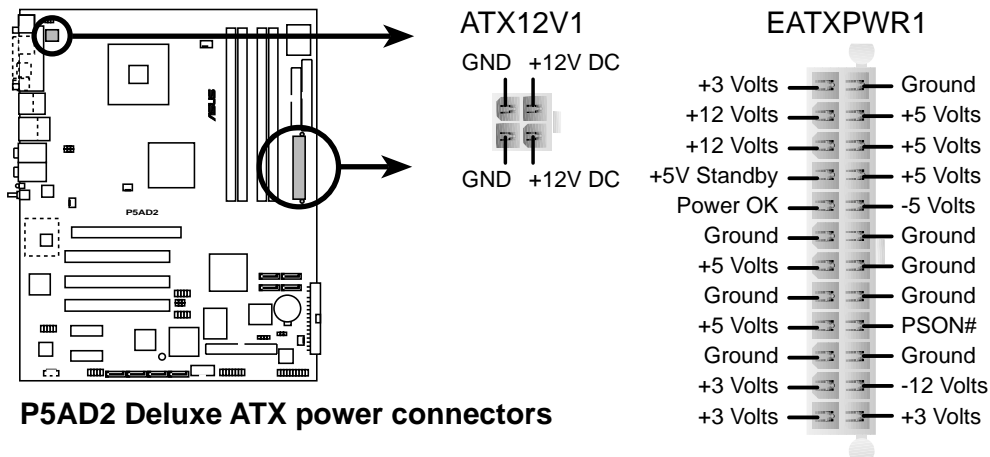 ATX12V1
GND +12V DC
GND +12V DC
EATXPWR1
+3 Volts Ground
+12 Volts +5 Volts
+12 Volts +5 Volts
+5V Standby +5 Volts
Power OK -5 Volts
Ground Ground
+5 Volts Ground
Ground Ground
+5 Volts PSON#
Ground Ground
+3 Volts -12 Volts
+3 Volts +3 Volts
ASUS
P5AD2
P5AD2 Deluxe ATX power connectors